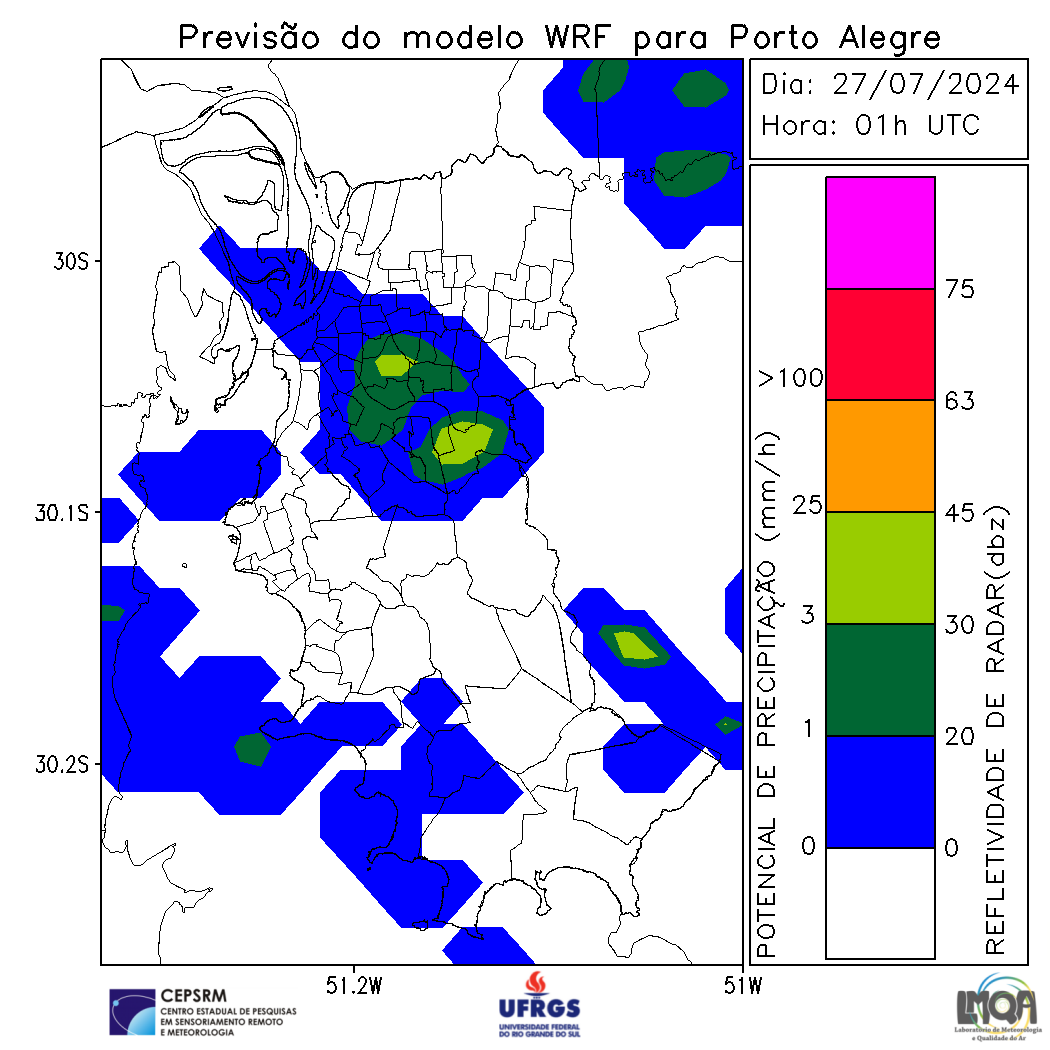 Previsão do modelo WRF para Porto Alegre
Dia: 27/07/2024
Hora: 01h UTC
30S
30.1S
30.2S
51.2W
51W
POTENCIAL DE PRECIPITAÇÃO (mm/h)
>100
25
3
1
0
75
63
45
30
20
0
REFLETIVIDADE DE RADAR(dbz)
CEPSRM
CENTRO ESTADUAL DE PESQUISAS
EM SENSORIAMENTO REMOTO
E METEOROLOGIA
UFRGS
UNIVERSIDADE FEDERAL
DO RIO GRANDE DO SUL
LMQA
Laboratório de Meteorologia
e Qualidade do Ar